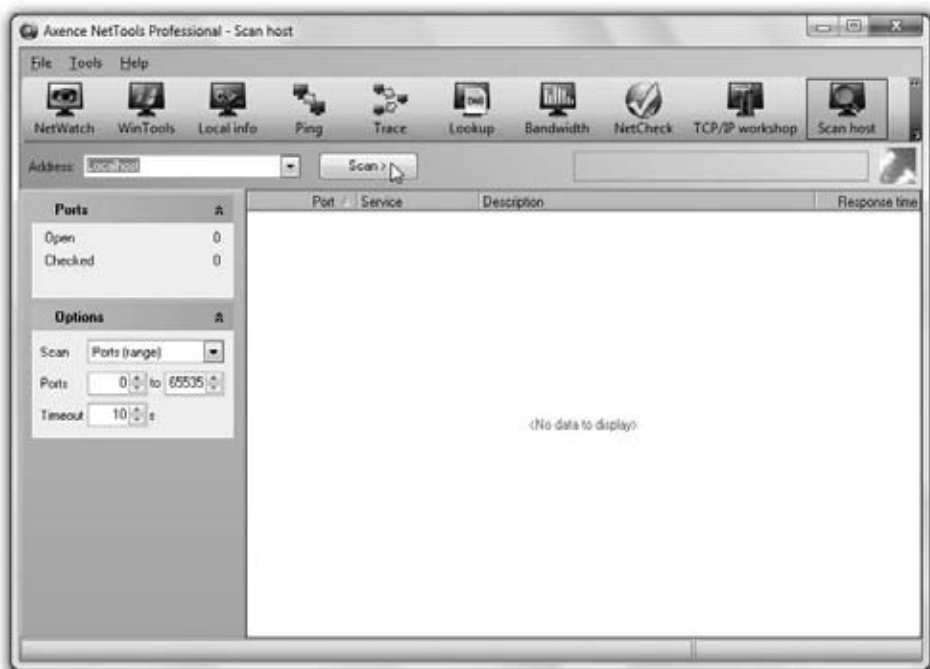 Axence NetTools Professional - Scan host
File Tools Help
NetWatch WinTools Local info Ping Trace Lookup Bandwidth NetCheck TCP/IP workshop Scan host
Address: Localhost Scan >
Ports
Open 0
Checked 0
Options
Scan Ports (range)
Ports 0 to 65535
Timeout 10 s
Port Service Description Response time
<No data to display>